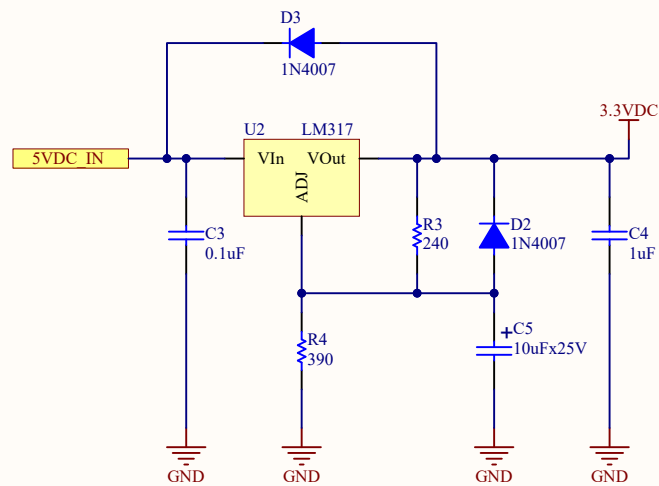 D3
1N4007
3.3VDC
U2 LM317
5VDC_IN
VIn VOut
ADJ
C3
0.1uF
R3
240
D2
1N4007
C4
1uF
R4
390
+
C5
10uFx25V
GND
GND
GND
GND